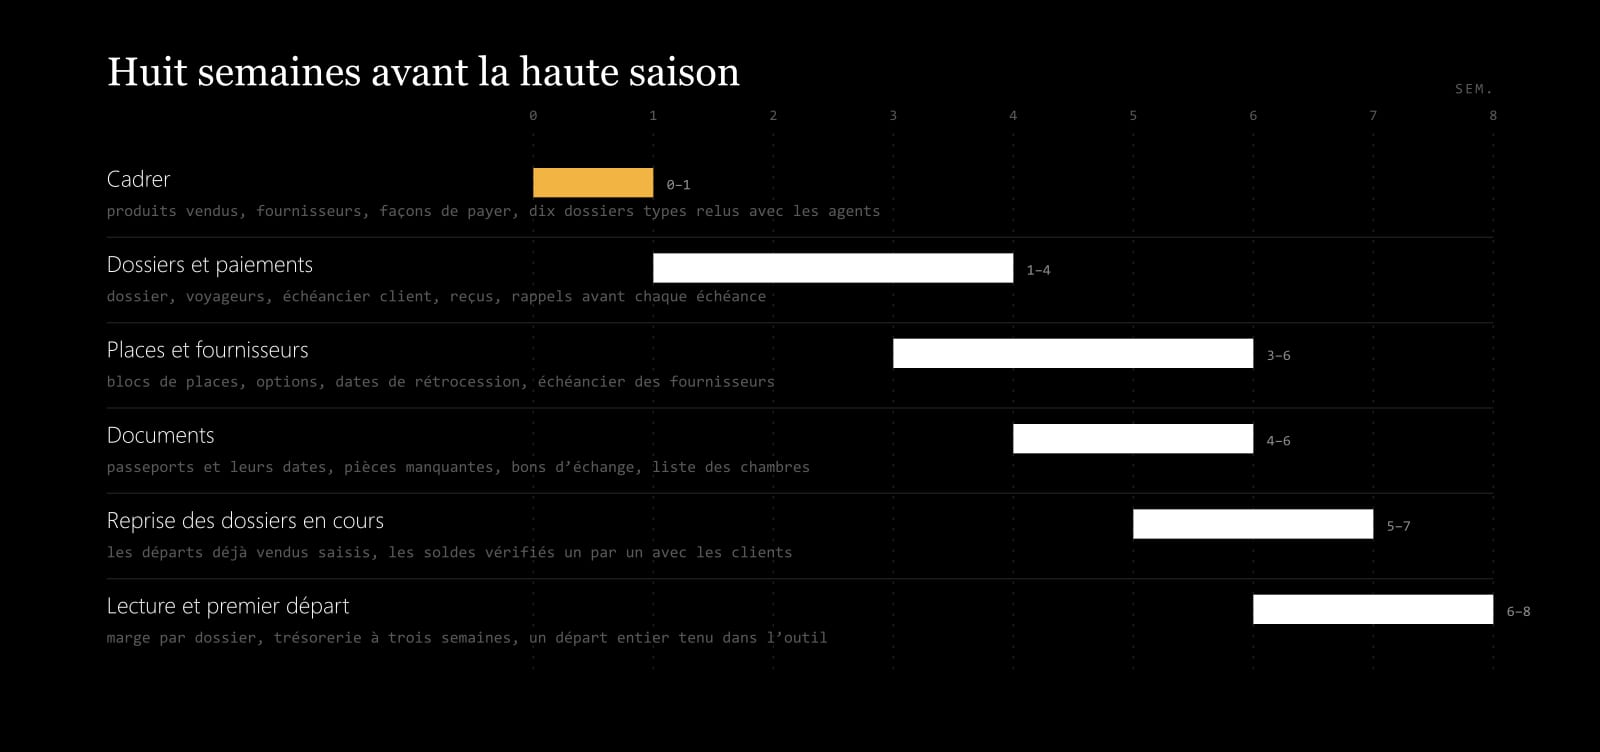 Huit semaines avant la haute saison
SEM.
0 1 2 3 4 5 6 7 8
Cadrer
0–1
produits vendus, fournisseurs, façons de payer, dix dossiers types relus avec les agents
Dossiers et paiements
1–4
dossier, voyageurs, échéancier client, reçus, rappels avant chaque échéance
Places et fournisseurs
3–6
blocs de places, options, dates de rétrocession, échéancier des fournisseurs
Documents
4–6
passeports et leurs dates, pièces manquantes, bons d’échange, liste des chambres
Reprise des dossiers en cours
5–7
les départs déjà vendus saisis, les soldes vérifiés un par un avec les clients
Lecture et premier départ
6–8
marge par dossier, trésorerie à trois semaines, un départ entier tenu dans l’outil